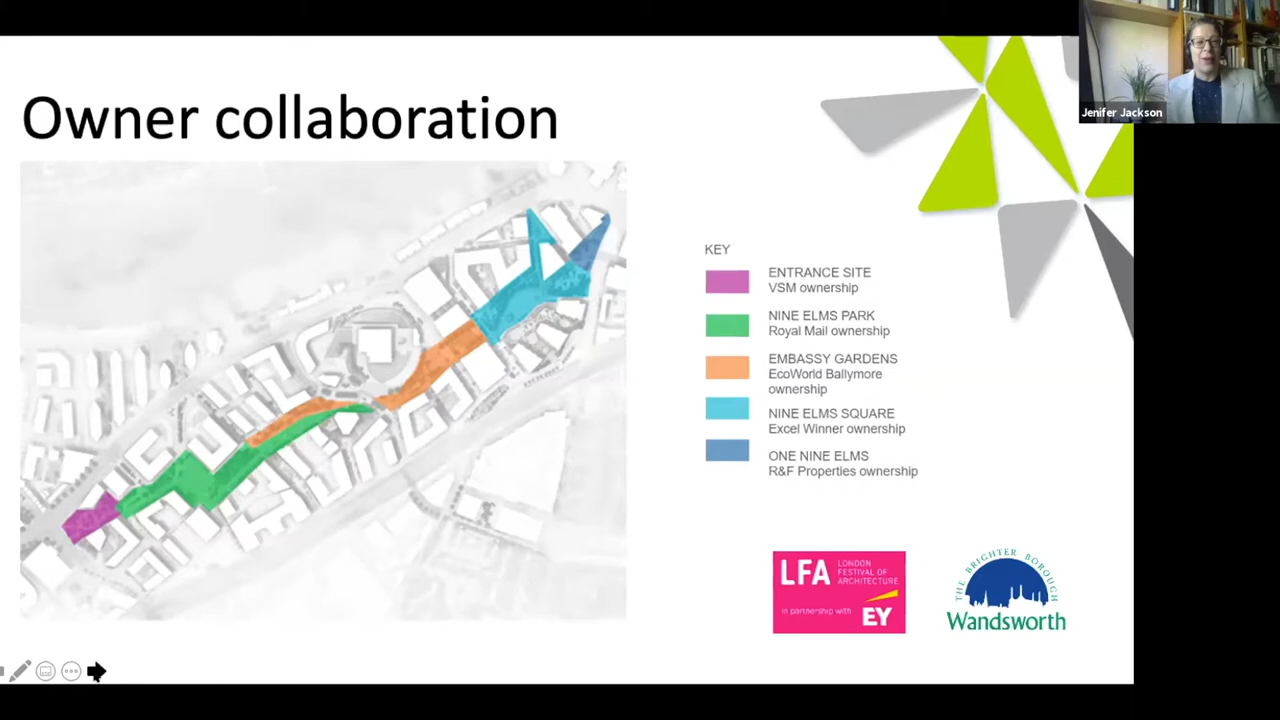 Owner collaboration
Jenifer Jackson
KEY
ENTRANCE SITE
VSM ownership
NINE ELMS PARK
Royal Mail ownership
EMBASSY GARDENS
EcoWorld Ballymore
ownership
NINE ELMS SQUARE
Excel Winner ownership
ONE NINE ELMS
R&F Properties ownership
LFA
LONDON
FESTIVAL OF
ARCHITECTURE
in partnership with
EY
THE BRIGHTER BOROUGH
Wandsworth